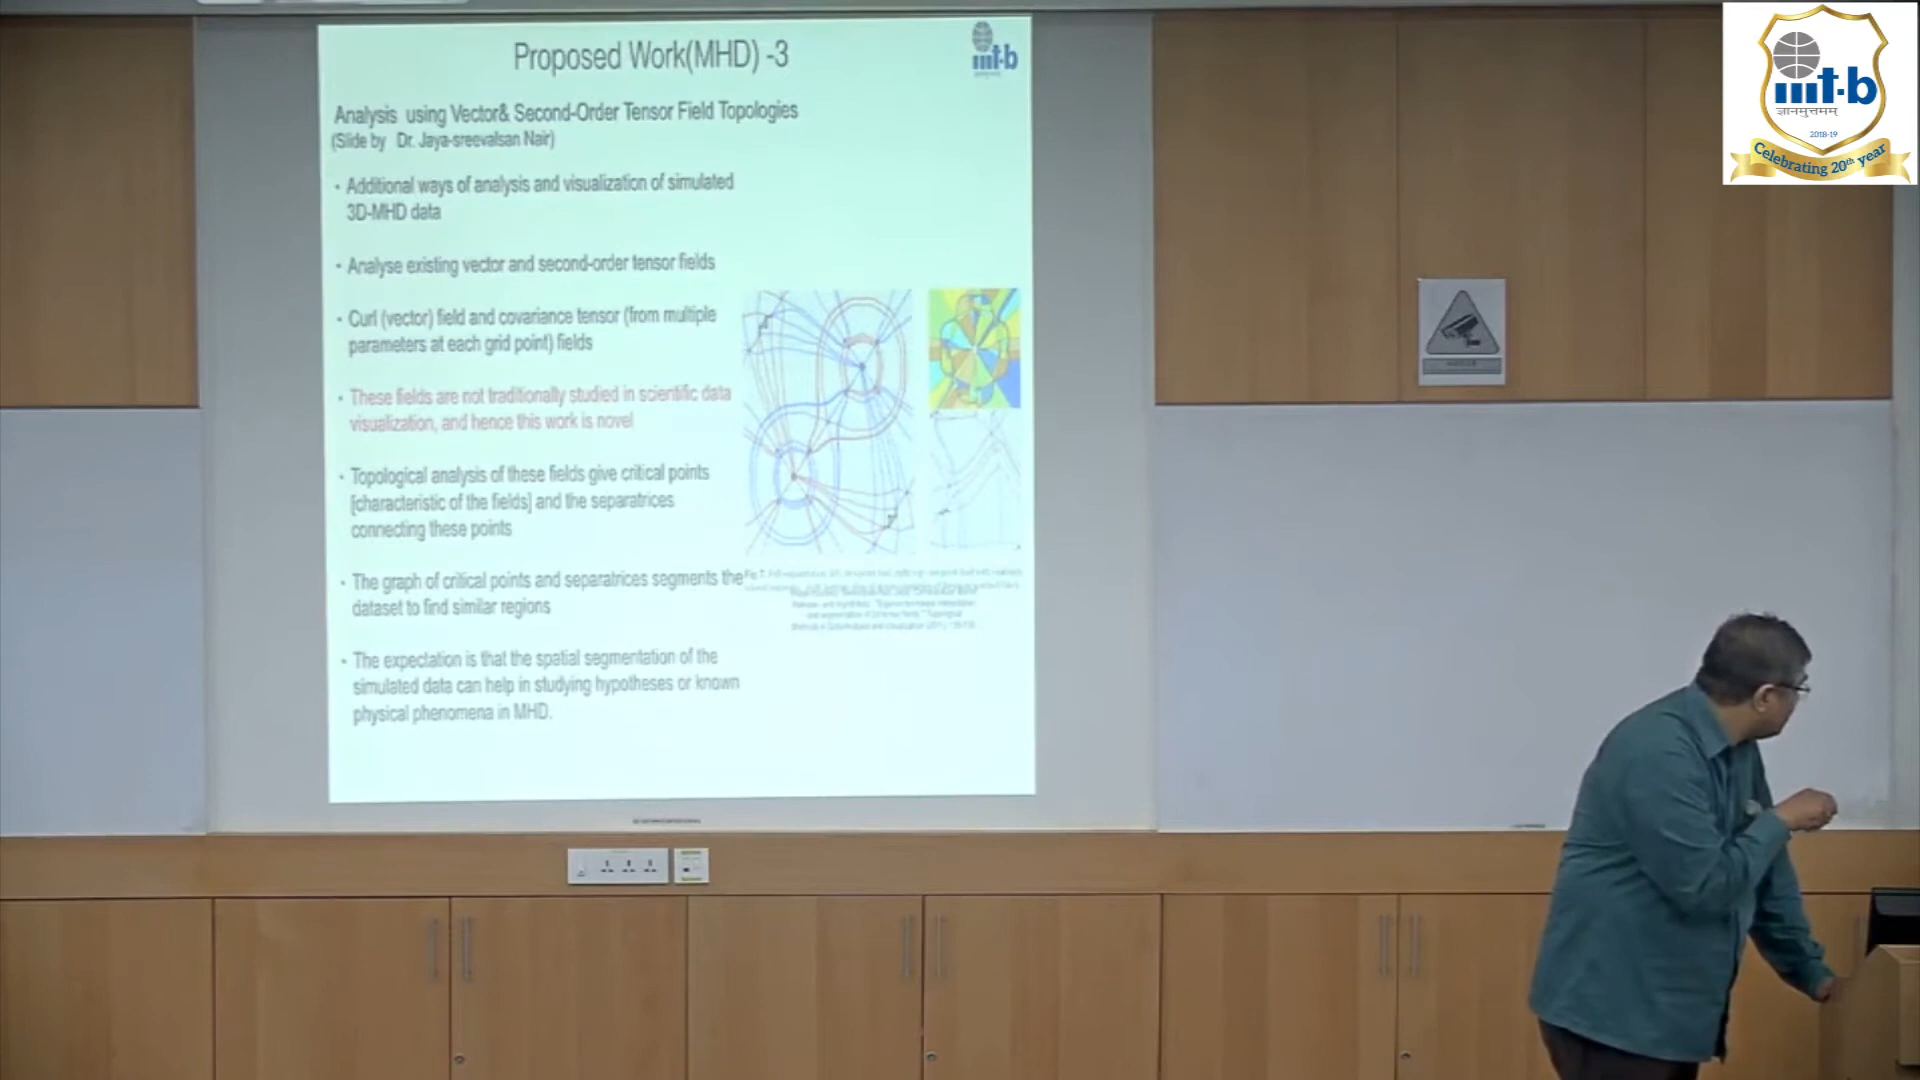 Proposed Work(MHD) -3
iiit-b
Analysis using Vector& Second-Order Tensor Field Topologies
(Slide by Dr. Jaya-sreevalsan Nair)
• Additional ways of analysis and visualization of simulated
3D-MHD data
• Analyse existing vector and second-order tensor fields
• Curl (vector) field and covariance tensor (from multiple
parameters at each grid point) fields
• These fields are not traditionally studied in scientific data
visualization, and hence this work is novel
• Topological analysis of these fields give critical points
[characteristic of the fields] and the separatrices
connecting these points
• The graph of critical points and separatrices segments the
dataset to find similar regions
• The expectation is that the spatial segmentation of the
simulated data can help in studying hypotheses or known
physical phenomena in MHD.
iiit-b
ज्ञानमुत्तमम्
2018-19
Celebrating 20th year